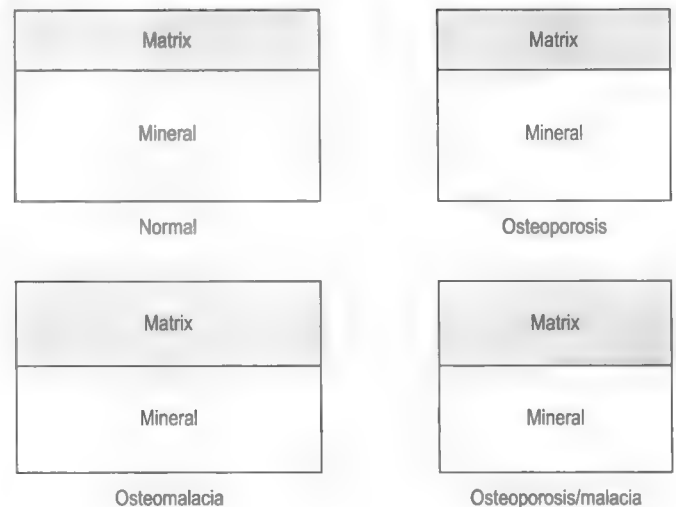 Matrix
Mineral
Normal
Matrix
Mineral
Osteoporosis
Matrix
Mineral
Osteomalacia
Matrix
Mineral
Osteoporosis/malacia